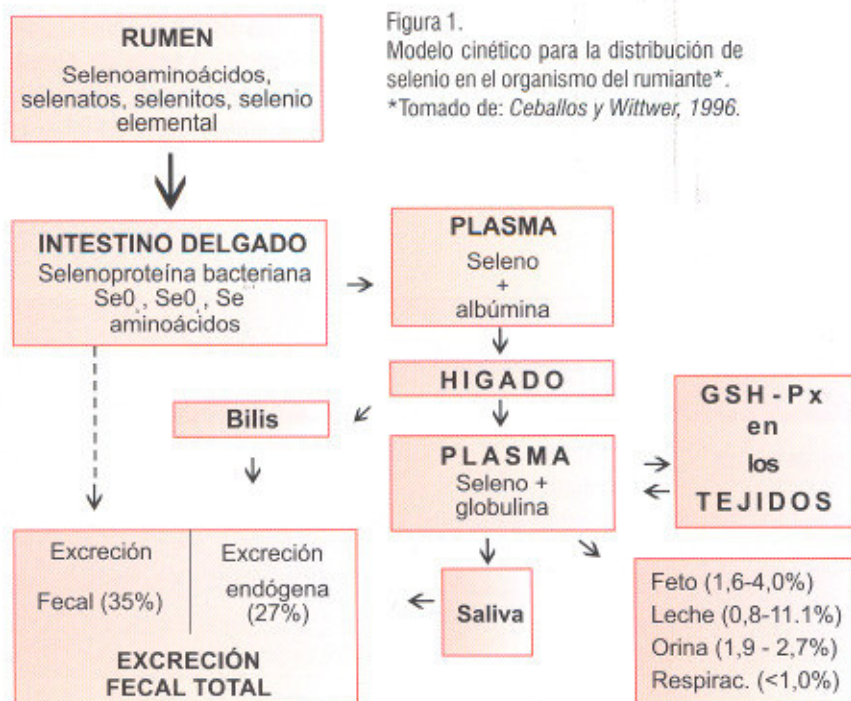 RUMEN
Selenoaminoácidos,
selenatos, selenitos, selenio
elemental
Figura 1.
Modelo cinético para la distribución de
selenio en el organismo del rumiante*.
*Tomado de: Ceballos y Wittwer, 1996.
INTESTINO DELGADO
Selenoproteína bacteriana
Se0, Se0, Se
aminoácidos
PLASMA
Seleno
+
albúmina
HIGADO
Bilis
PLASMA
Seleno +
globulina
GSH - Px
en
los
TEJIDOS
Excreción
Fecal (35%)
Excreción
endógena
(27%)
EXCRECIÓN
FECAL TOTAL
Saliva
Feto (1,6-4,0%)
Leche (0,8-11.1%)
Orina (1,9 - 2,7%)
Respirac. (<1,0%)